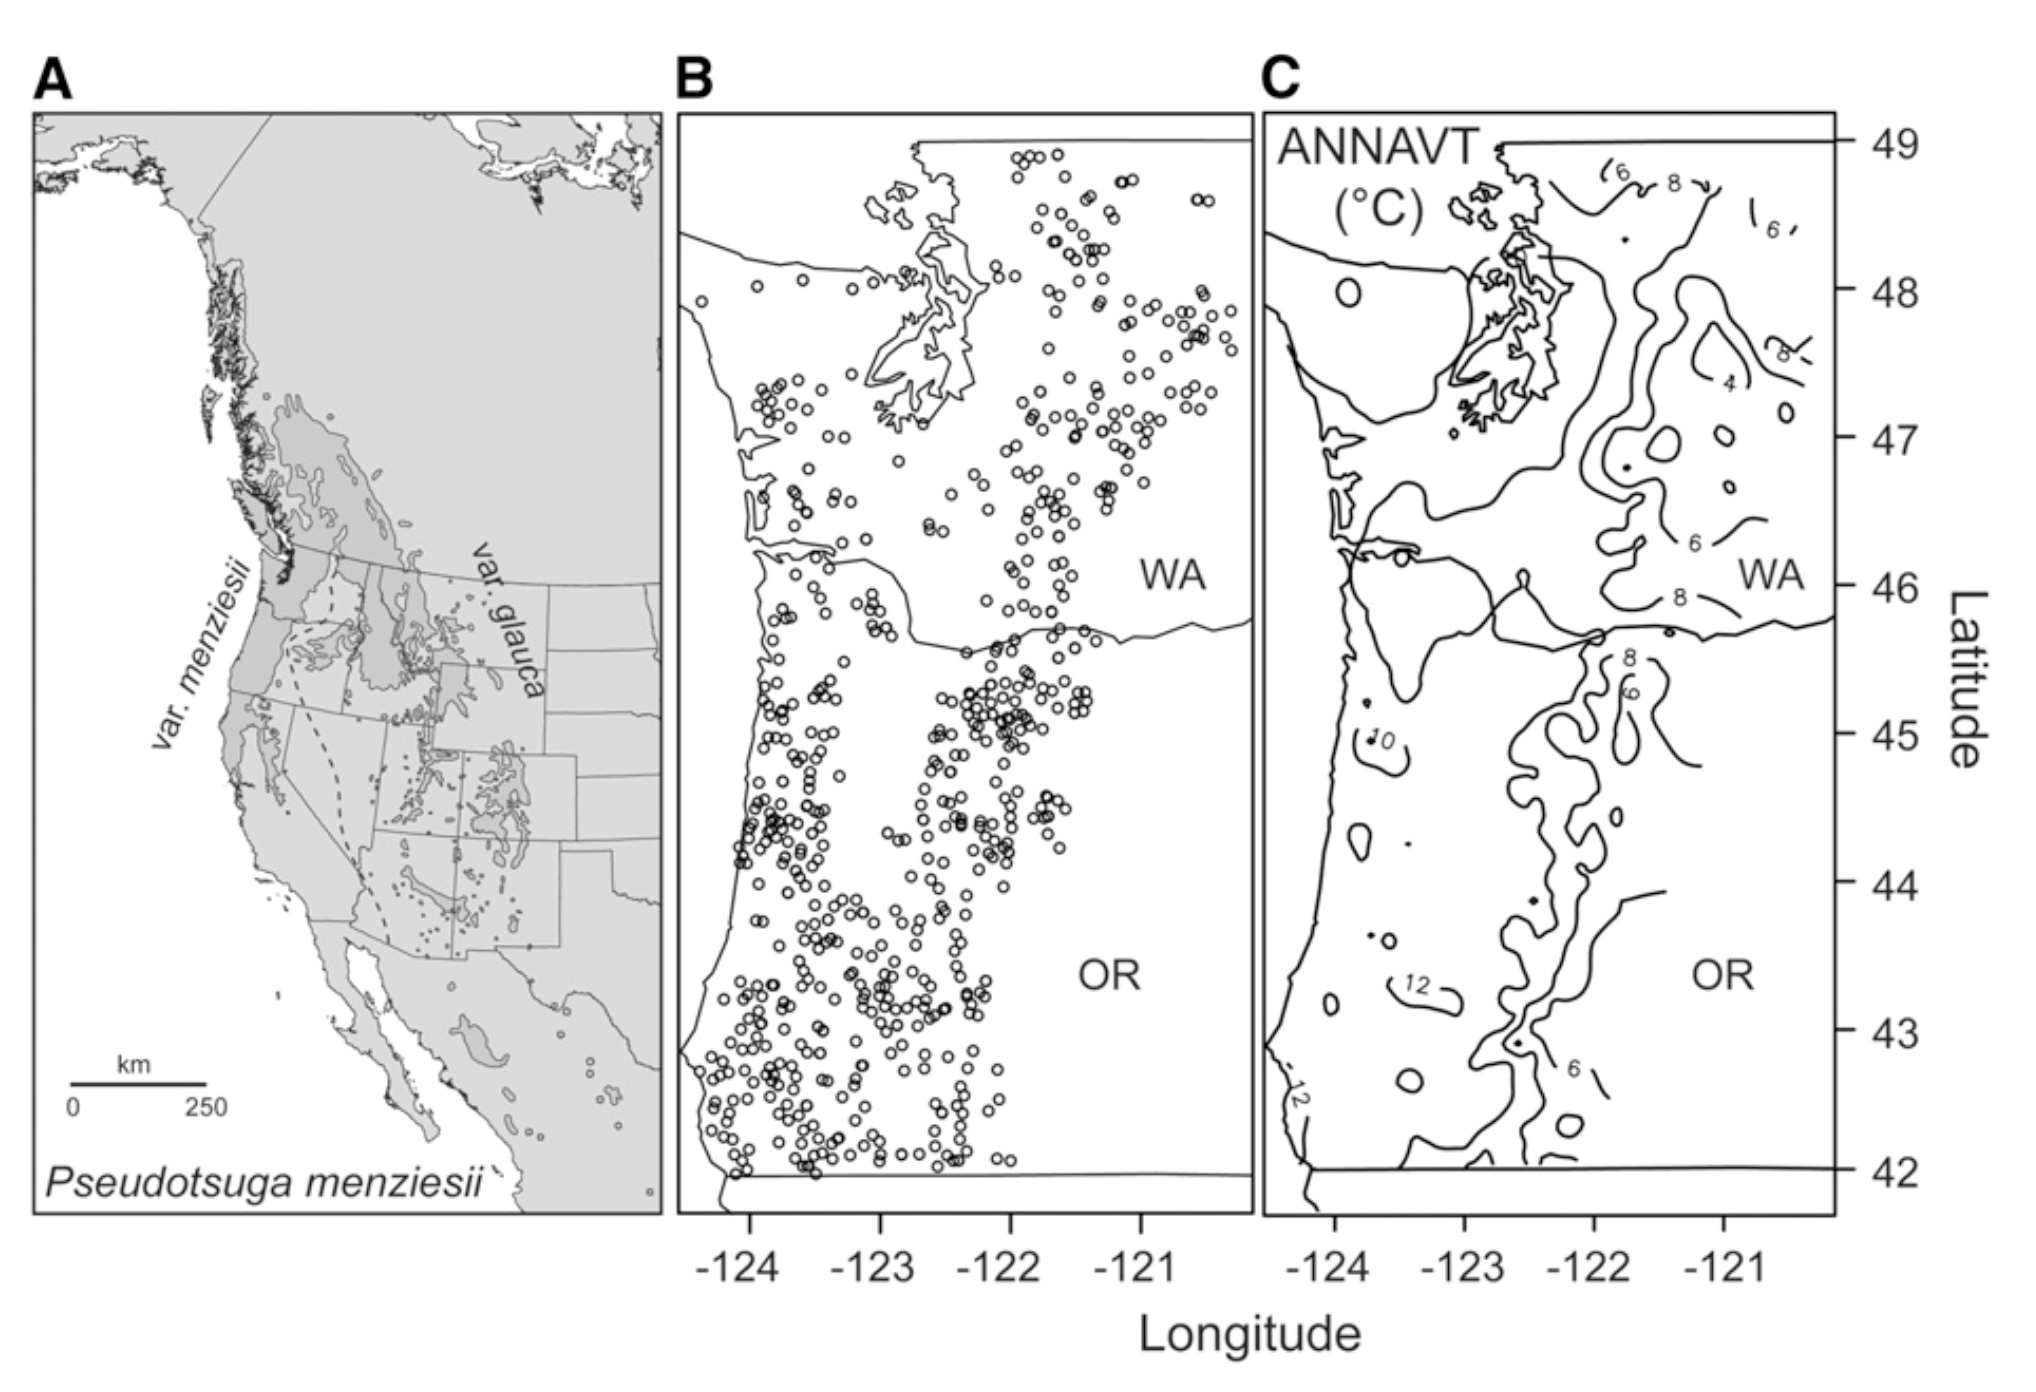 A
var. menziesii
var. glauca
km
0 250
Pseudotsuga menziesii
B
WA
OR
-124 -123 -122 -121
C
ANNAVT
(°C)
6
8
6
8
4
6
WA
8
8
6
10
12
OR
6
12
49
48
47
46
45
44
43
42
Latitude
-124 -123 -122 -121
Longitude